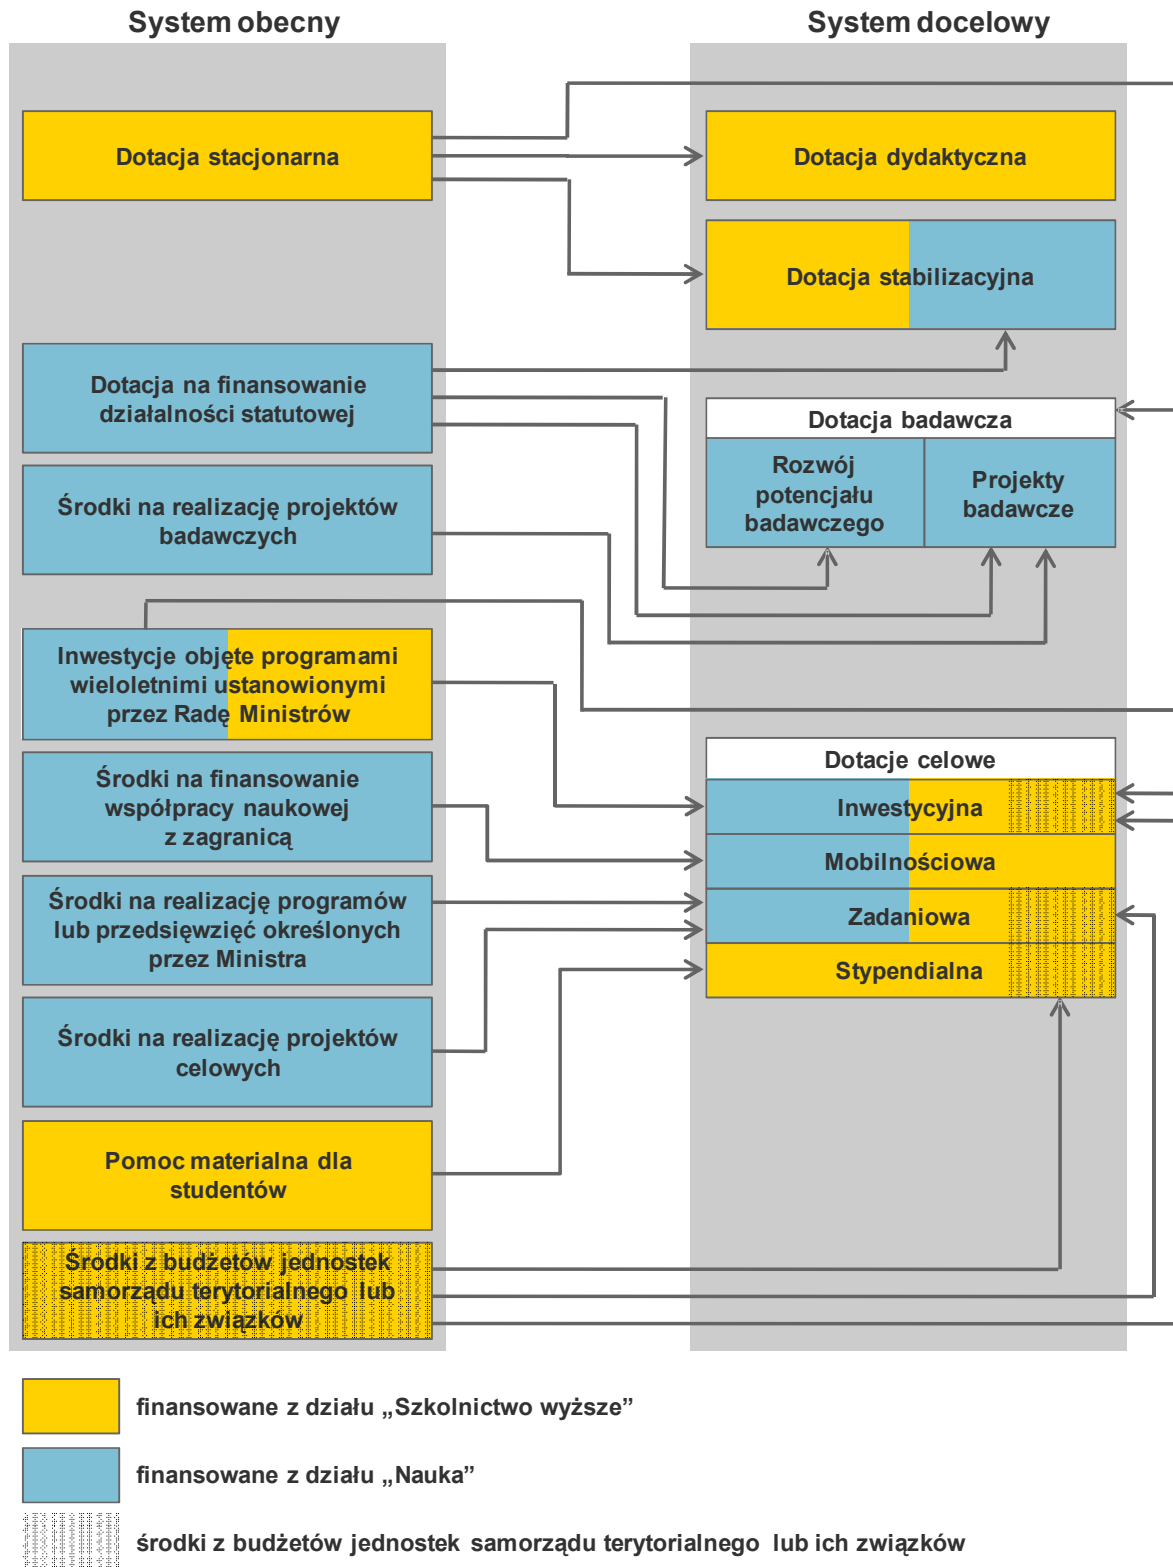 System obecny
System docelowy
Dotacja stacjonarna
Dotacja dydaktyczna
Dotacja stabilizacyjna
Dotacja na finansowanie
działalności statutowej
Dotacja badawcza
Rozwój
potencjału
badawczego
Projekty
badawcze
Środki na realizację projektów
badawczych
Inwestycje objęte programami
wieloletnimi ustanowionymi
przez Radę Ministrów
Dotacje celowe
Inwestycyjna
Mobilnościowa
Zadaniowa
Stypendialna
Środki na finansowanie
współpracy naukowej
z zagranicą
Środki na realizację programów
lub przedsięwzięć określonych
przez Ministra
Środki na realizację projektów
celowych
Pomoc materialna dla
studentów
Środki z budżetów jednostek
samorządu terytorialnego lub
ich związków
finansowane z działu „Szkolnictwo wyższe”
finansowane z działu „Nauka”
środki z budżetów jednostek samorządu terytorialnego lub ich związków